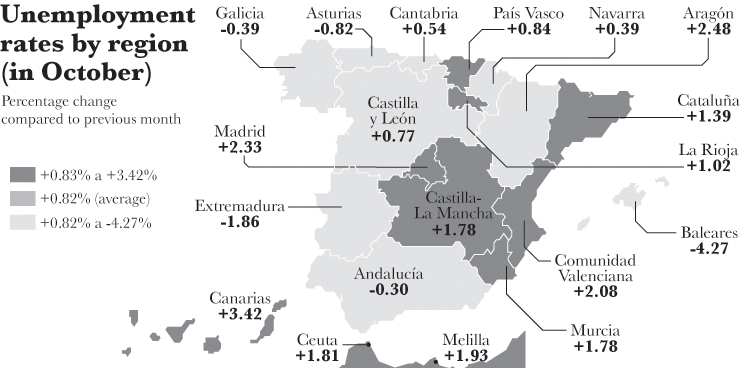 Unemployment
rates by region
(in October)
Percentage change
compared to previous month
+0.83% a +3.42%
+0.82% (average)
+0.82% a -4.27%
Galicia
-0.39
Asturias
-0.82
Cantabria
+0.54
País Vasco
+0.84
Navarra
+0.39
Aragón
+2.48
Cataluña
+1.39
La Rioja
+1.02
Castilla
y León
+0.77
Madrid
+2.33
Extremadura
-1.86
Castilla-
La Mancha
+1.78
Baleares
-4.27
Comunidad
Valenciana
+2.08
Andalucía
-0.30
Canarias
+3.42
Murcia
+1.78
Ceuta
+1.81
Melilla
+1.93